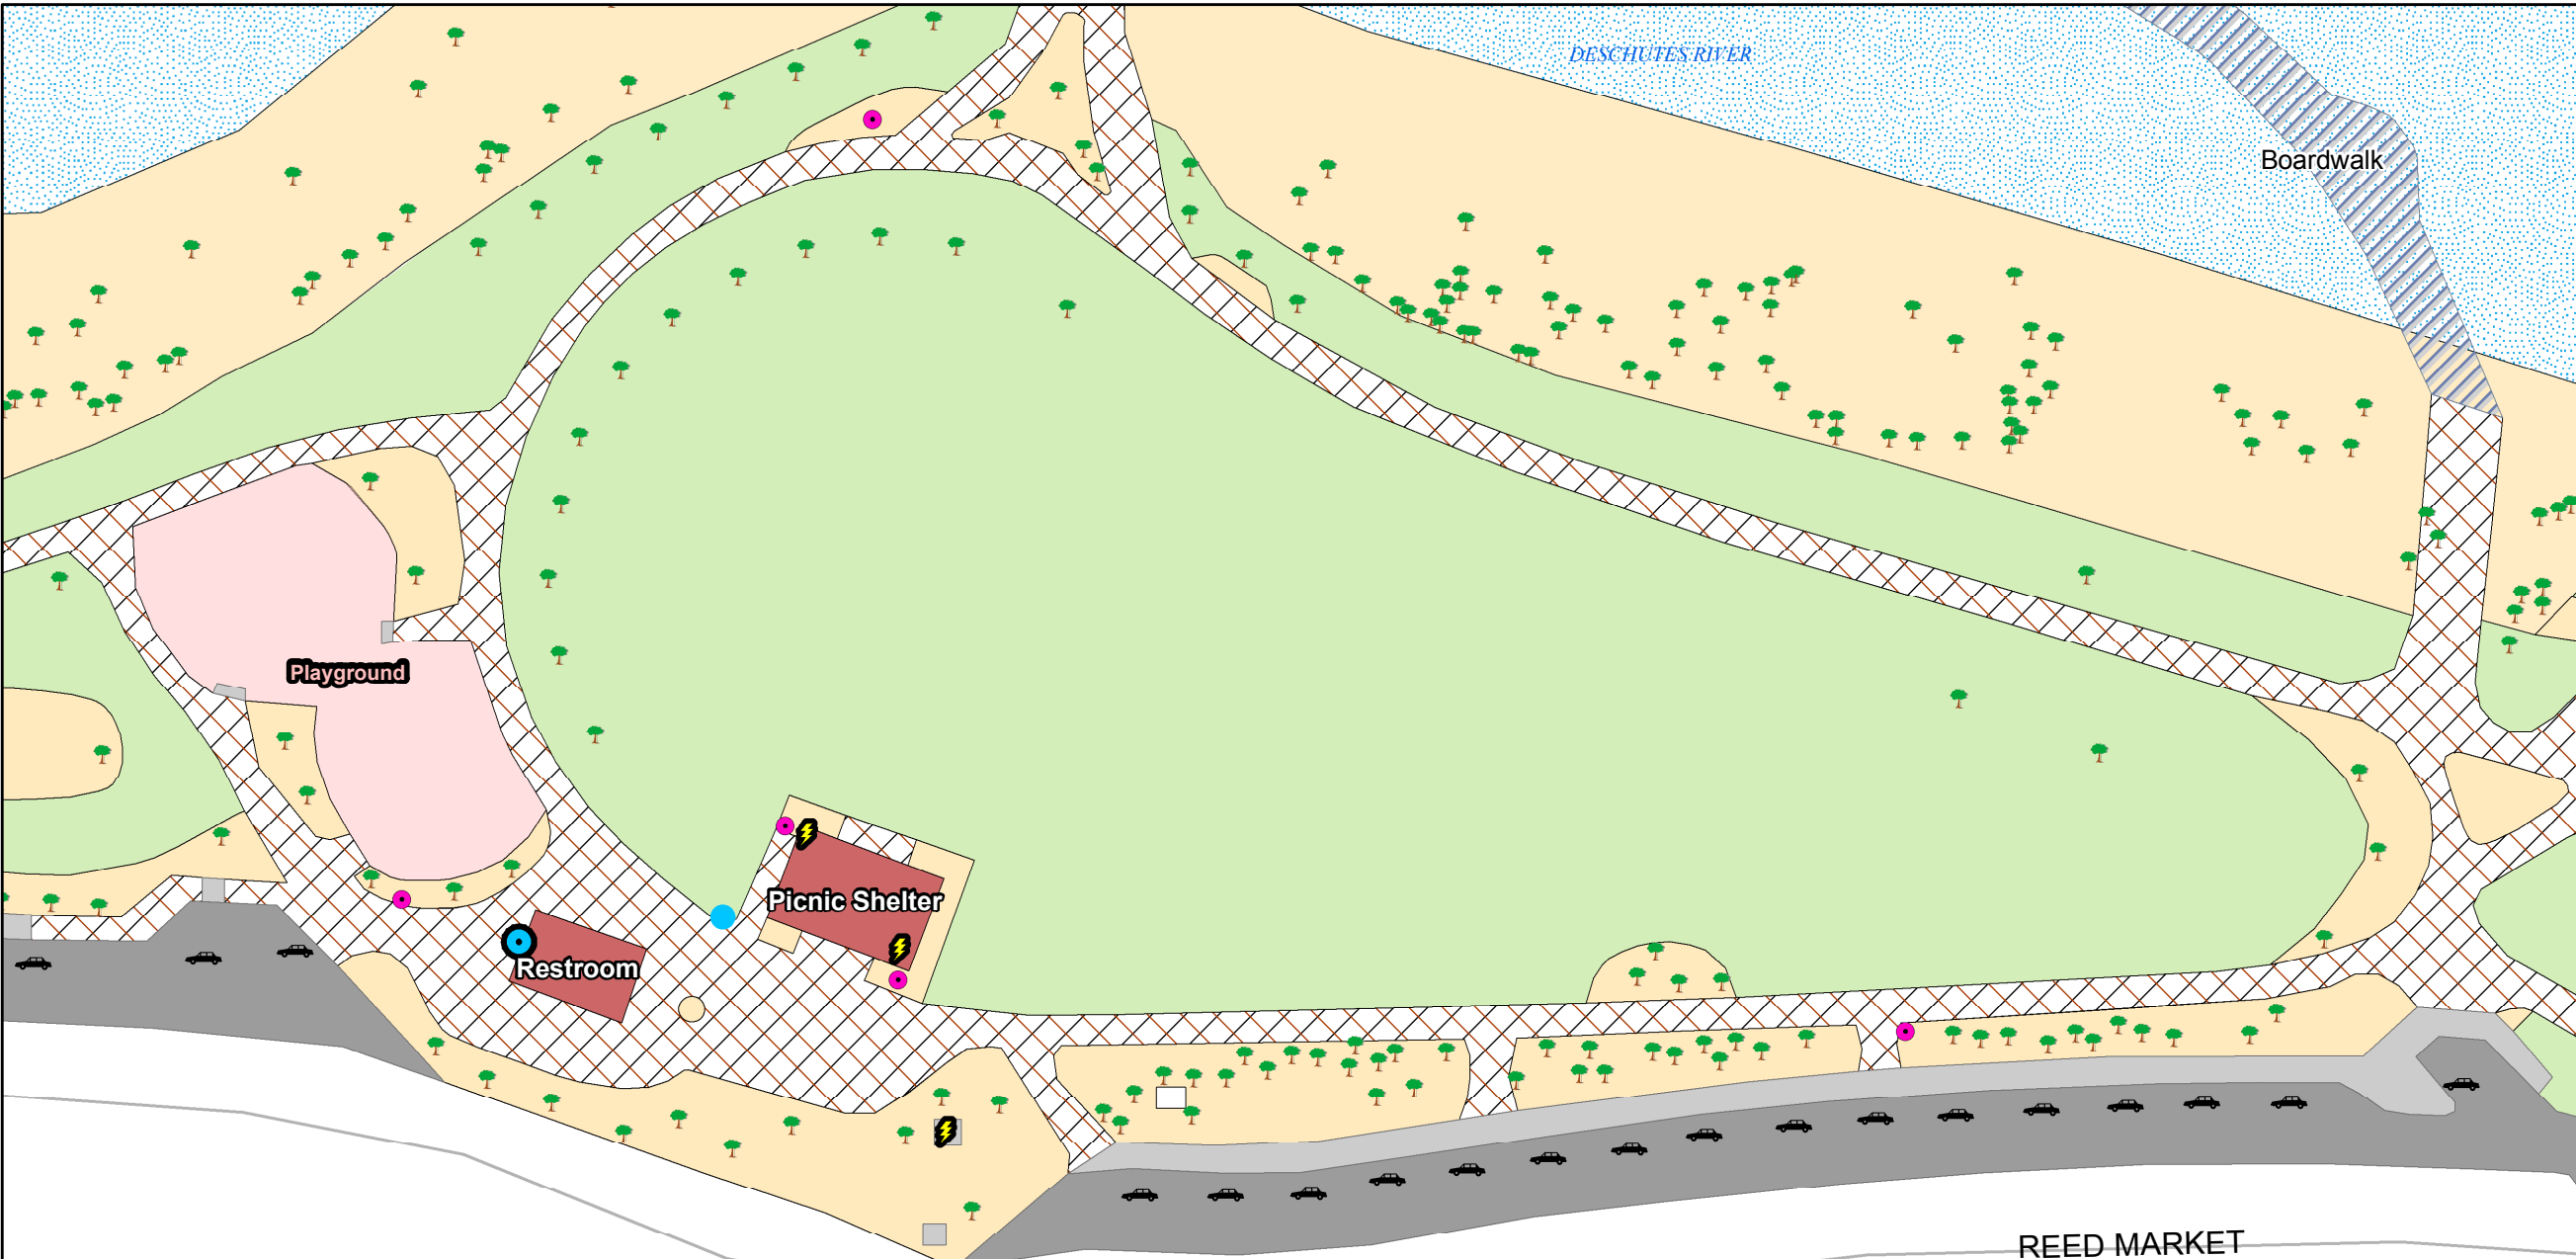 DESCHUTES RIVER
Boardwalk
Playground
Picnic Shelter
Restroom
REED MARKET